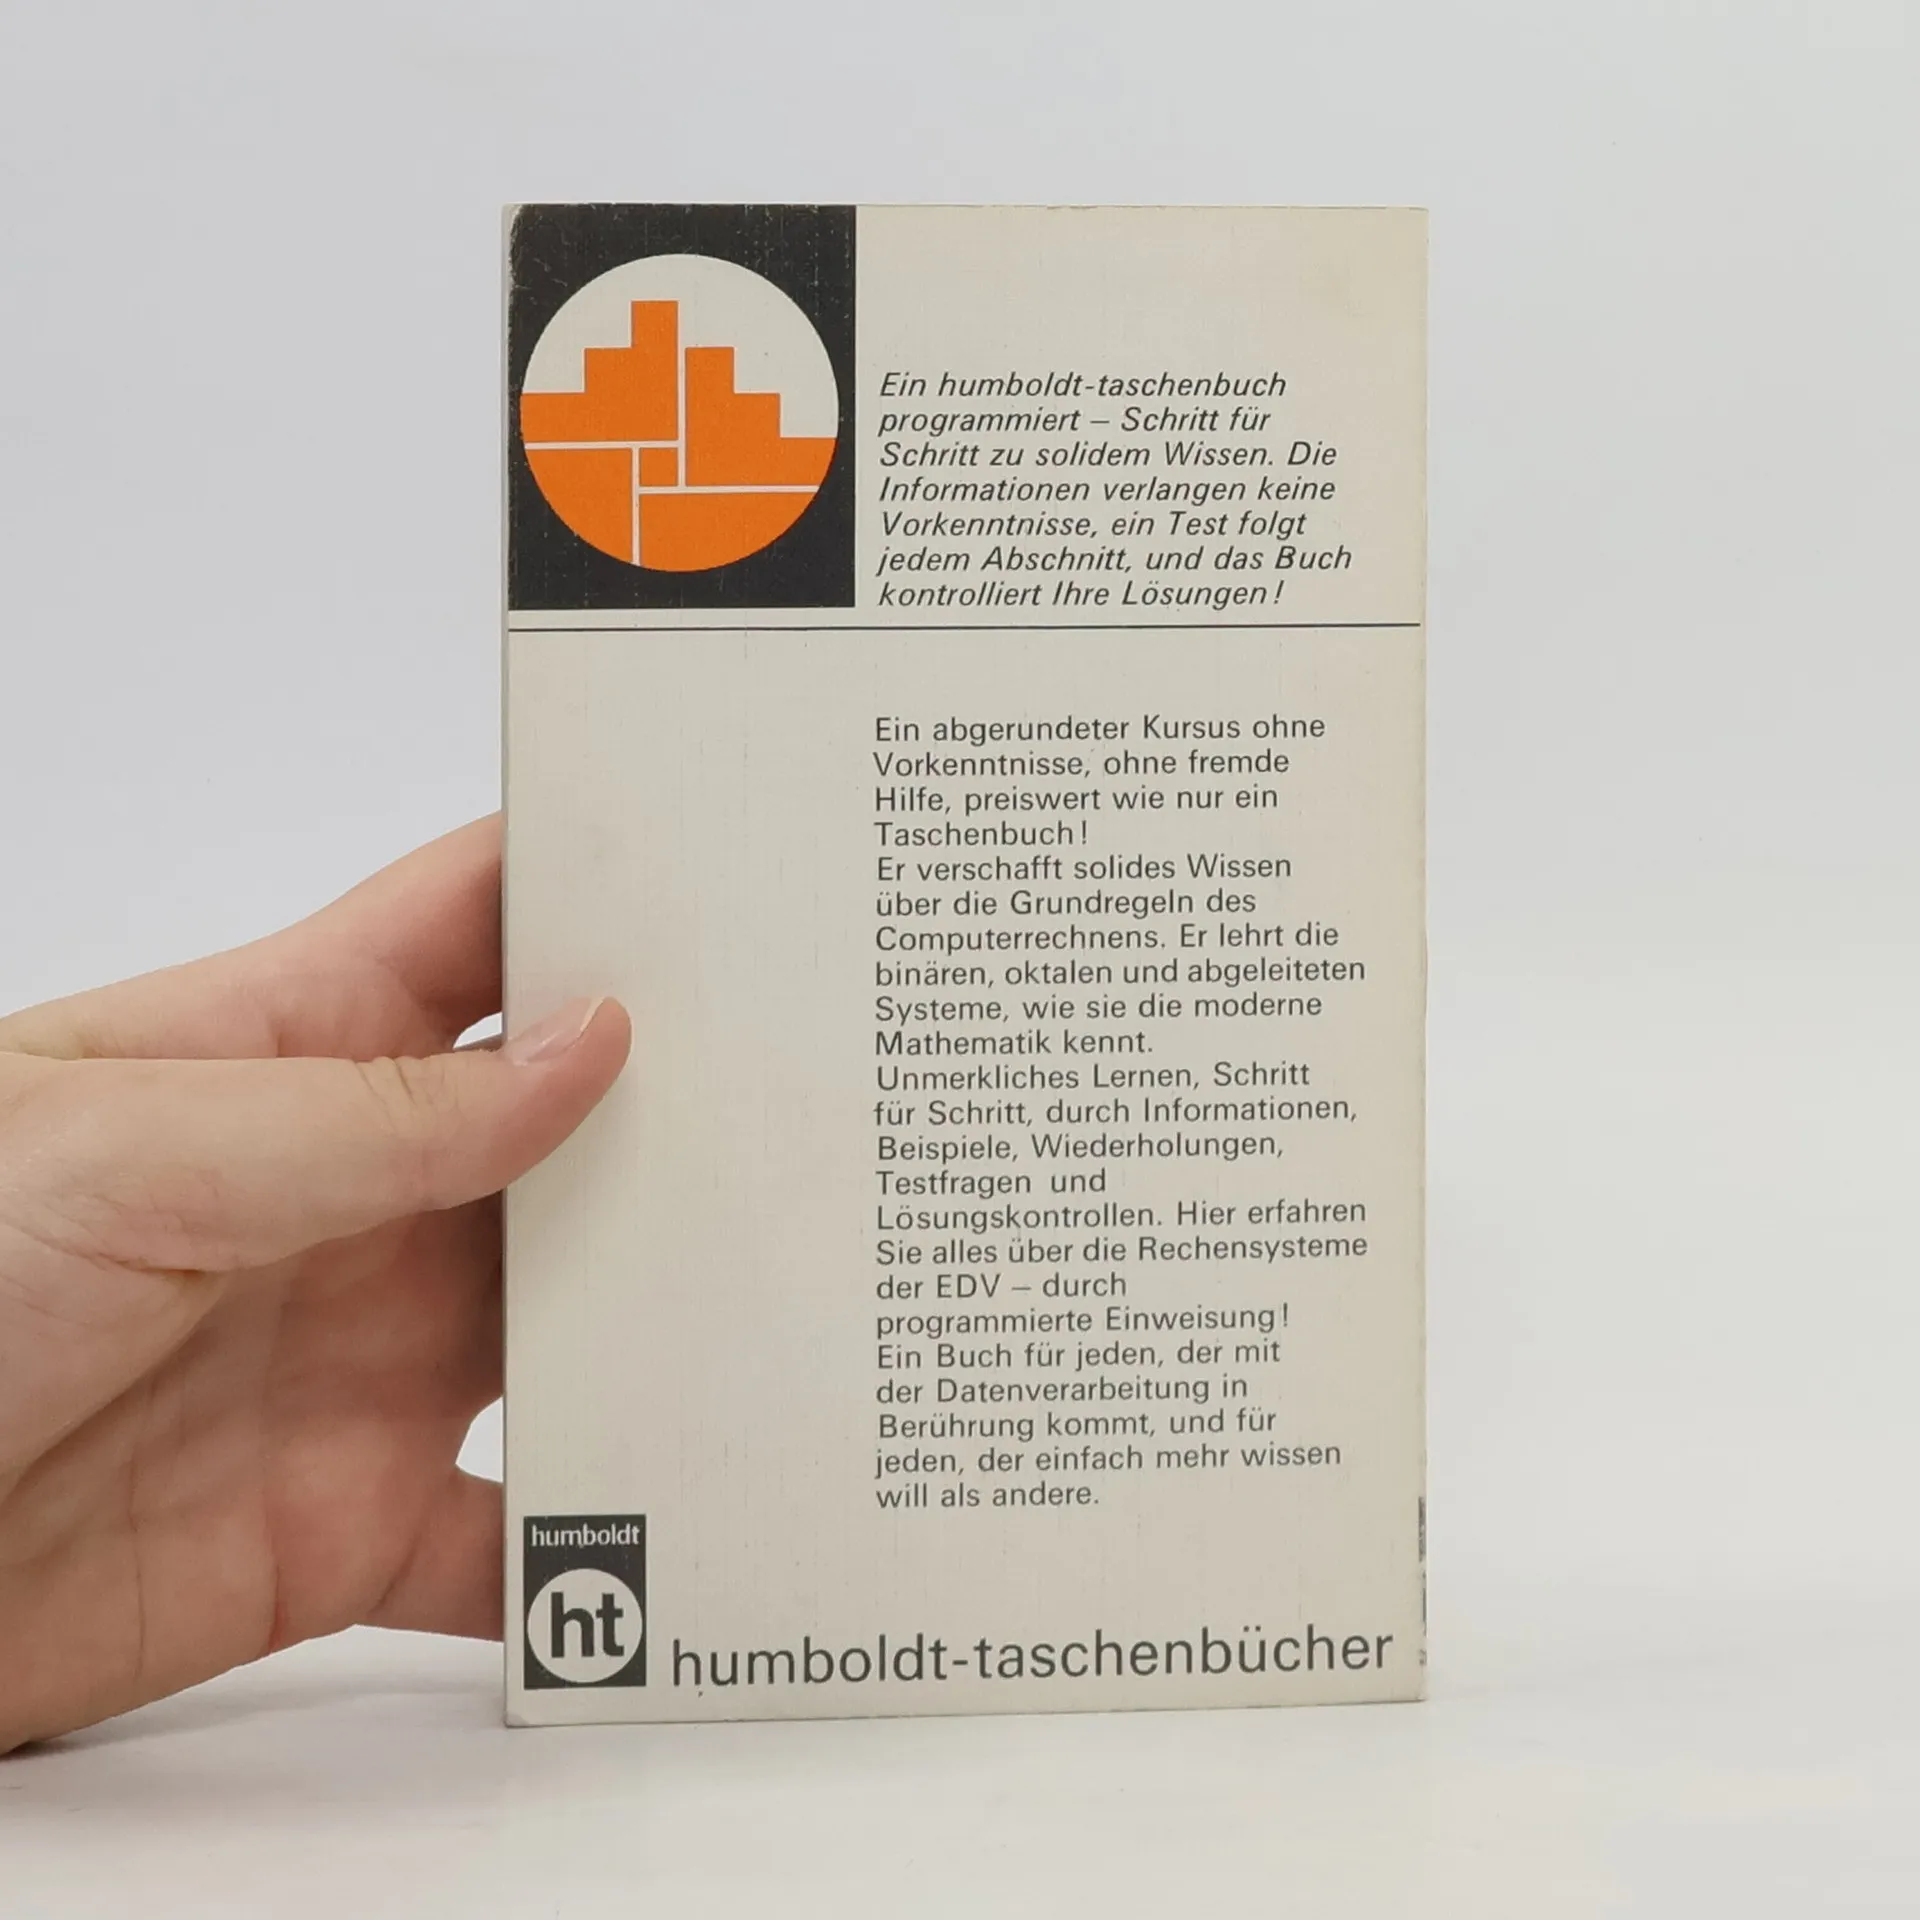 Ein humboldt-taschenbuch
programmiert – Schritt für
Schritt zu solidem Wissen. Die
Informationen verlangen keine
Vorkenntnisse, ein Test folgt
jedem Abschnitt, und das Buch
kontrolliert Ihre Lösungen!
Ein abgerundeter Kursus ohne
Vorkenntnisse, ohne fremde
Hilfe, preiswert wie nur ein
Taschenbuch!
Er verschafft solides Wissen
über die Grundregeln des
Computerrechnens. Er lehrt die
binären, oktalen und abgeleiteten
Systeme, wie sie die moderne
Mathematik kennt.
Unmerkliches Lernen, Schritt
für Schritt, durch Informationen,
Beispiele, Wiederholungen,
Testfragen und
Lösungskontrollen. Hier erfahren
Sie alles über die Rechensysteme
der EDV – durch
programmierte Einweisung!
Ein Buch für jeden, der mit
der Datenverarbeitung in
Berührung kommt, und für
jeden, der einfach mehr wissen
will als andere.
humboldt
ht
humboldt-taschenbücher